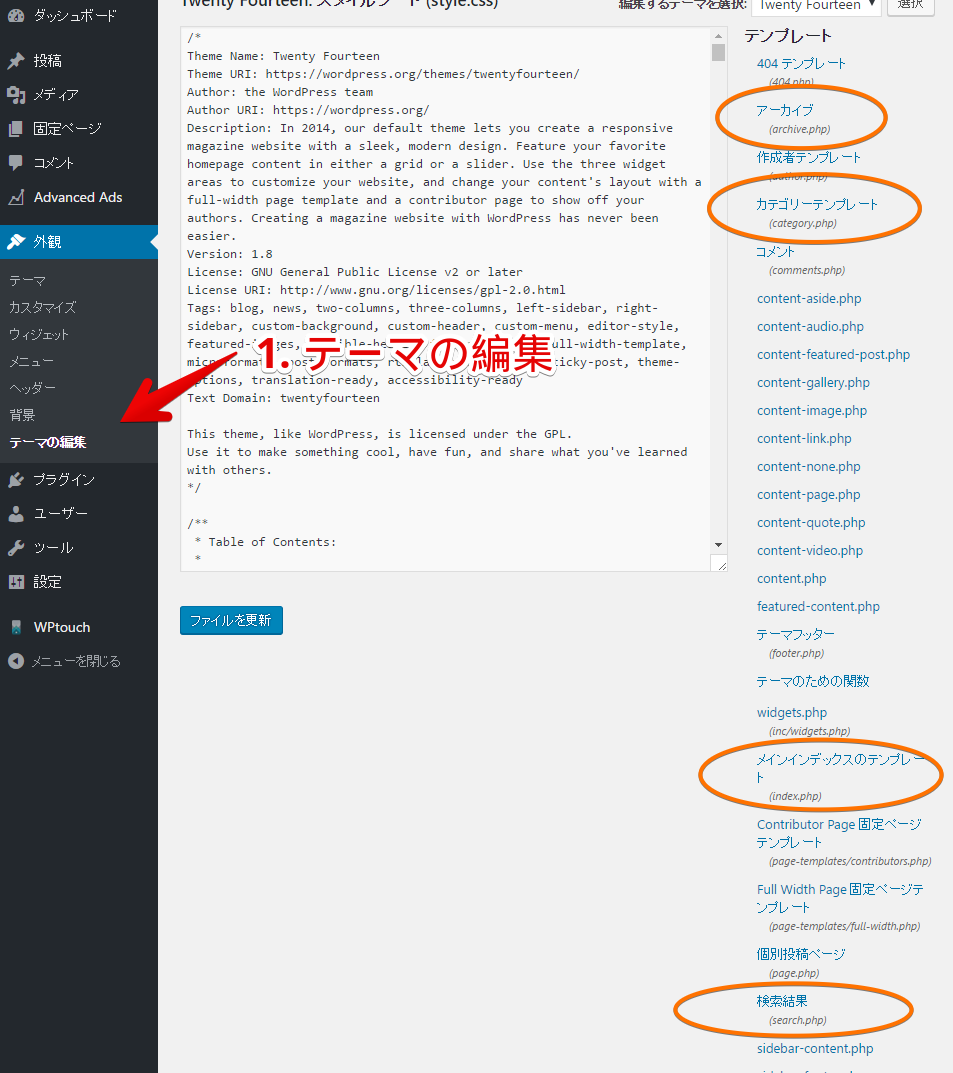 ダッシュボード
投稿
メディア
固定ページ
コメント
Advanced Ads
外観
テーマ
カスタマイズ
ウィジェット
メニュー
ヘッダー
背景
テーマの編集
プラグイン
ユーザー
ツール
設定
WPtouch
メニューを閉じる
Twenty Fourteen: スタイルシート (style.css)
編集するテーマを選択:
Twenty Fourteen
選択
/*
Theme Name: Twenty Fourteen
Theme URI: https://wordpress.org/themes/twentyfourteen/
Author: the WordPress team
Author URI: https://wordpress.org/
Description: In 2014, our default theme lets you create a responsive
magazine website with a sleek, modern design. Feature your favorite
homepage content in either a grid or a slider. Use the three widget
areas to customize your website, and change your content's layout with a
full-width page template and a contributor page to show off your
authors. Creating a magazine website with WordPress has never been
easier.
Version: 1.8
License: GNU General Public License v2 or later
License URI: http://www.gnu.org/licenses/gpl-2.0.html
Tags: blog, news, two-columns, three-columns, left-sidebar, right-
sidebar, custom-background, custom-header, custom-menu, editor-style,
full-width-template,
theme-
translation-ready, accessibility-ready
Text Domain: twentyfourteen
This theme, like WordPress, is licensed under the GPL.
Use it to make something cool, have fun, and share what you've learned
with others.
*/
/**
* Table of Contents:
*
1. テーマの編集
ファイルを更新
テンプレート
404 テンプレート
(404.php)
アーカイブ
(archive.php)
作成者テンプレート
(author.php)
カテゴリーテンプレート
(category.php)
コメント
(comments.php)
content-aside.php
content-audio.php
content-featured-post.php
content-gallery.php
content-image.php
content-link.php
content-none.php
content-page.php
content-quote.php
content-video.php
content.php
featured-content.php
テーマフッター
(footer.php)
テーマのための関数
widgets.php
(inc/widgets.php)
メインインデックスのテンプレー
ト
(index.php)
Contributor Page 固定ページ
テンプレート
(page-templates/contributors.php)
Full Width Page 固定ページテ
ンプレート
(page-templates/full-width.php)
個別投稿ページ
(page.php)
検索結果
(search.php)
sidebar-content.php